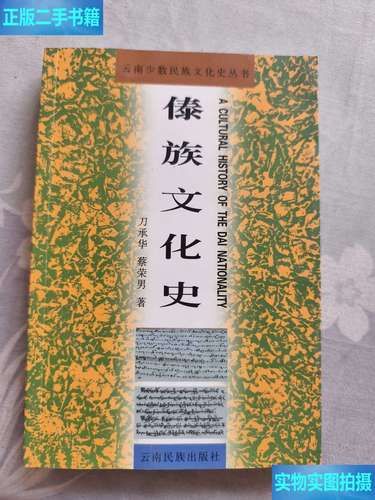 正版二手书籍
云南少数民族文化史丛书
傣族文化史
A CULTURAL HISTORY OF THE DAI NATIONALITY
刀承华 蔡荣男 著
云南民族出版社
实物实图拍摄